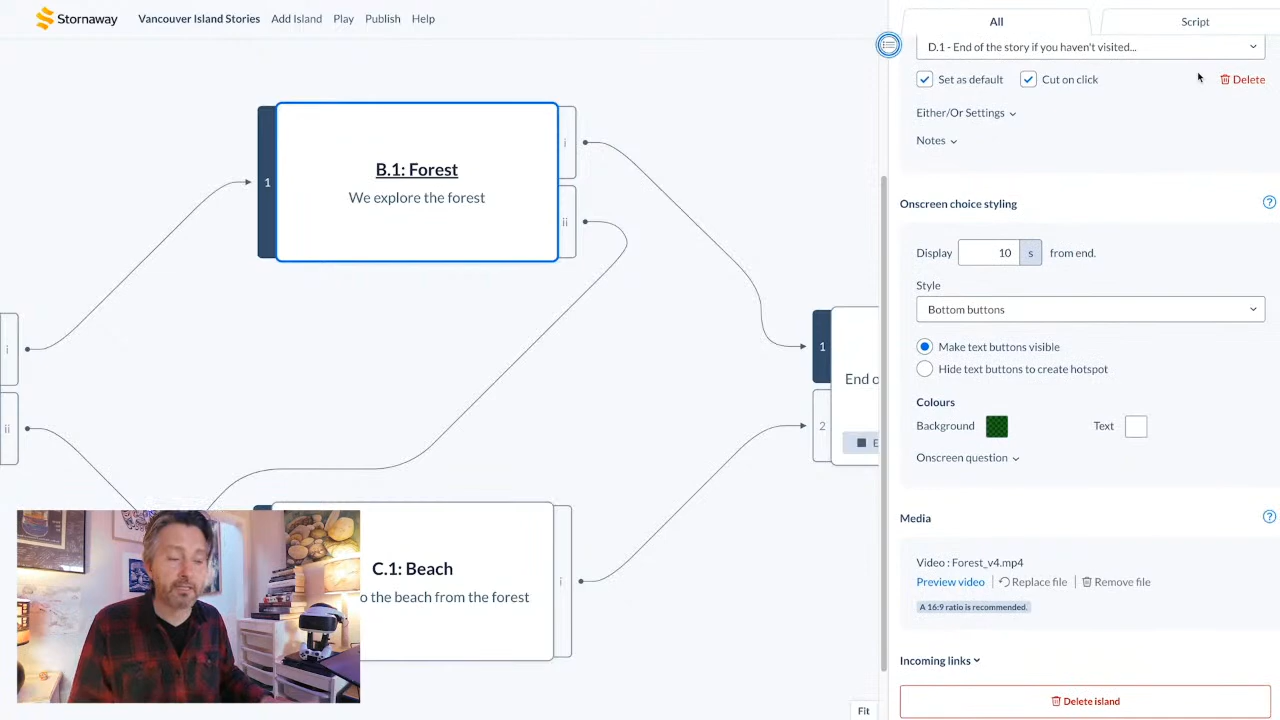 Stornaway
Vancouver Island Stories
Add Island
Play
Publish
Help
All
Script
D.1 - End of the story if you haven't visited...
Set as default
Cut on click
Delete
Either/Or Settings
Notes
Onscreen choice styling
?
Display 10 s from end.
Style
Bottom buttons
Make text buttons visible
Hide text buttons to create hotspot
Colours
Background
Text
Onscreen question
Media
?
Video : Forest_v4.mp4
Preview video
Replace file
Remove file
A 16:9 ratio is recommended.
Incoming links
Delete island
1
B.1: Forest
We explore the forest
i
ii
i
ii
1
End o
2
E
C.1: Beach
o the beach from the forest
i
Fit